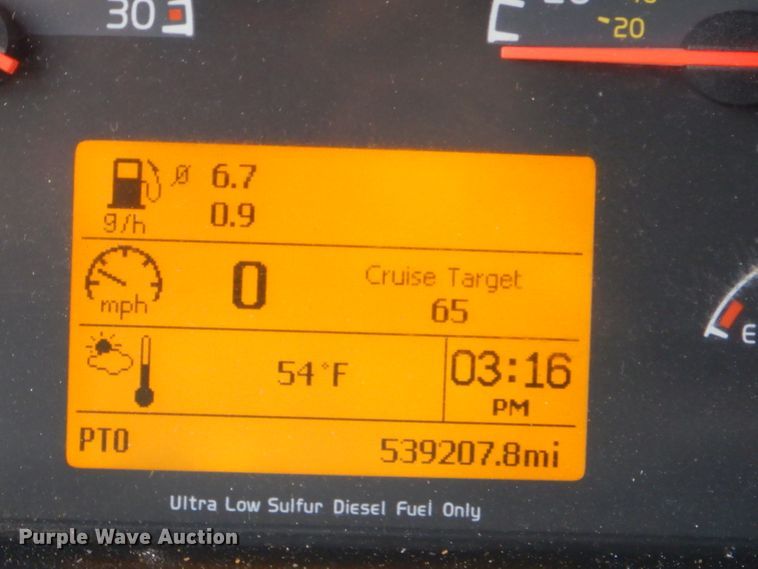 30
20
6.7
g/h
0.9
mph
0
Cruise Target
65
54°F
03:16
PM
E
PTO
539207.8mi
Ultra Low Sulfur Diesel Fuel Only
Purple Wave Auction